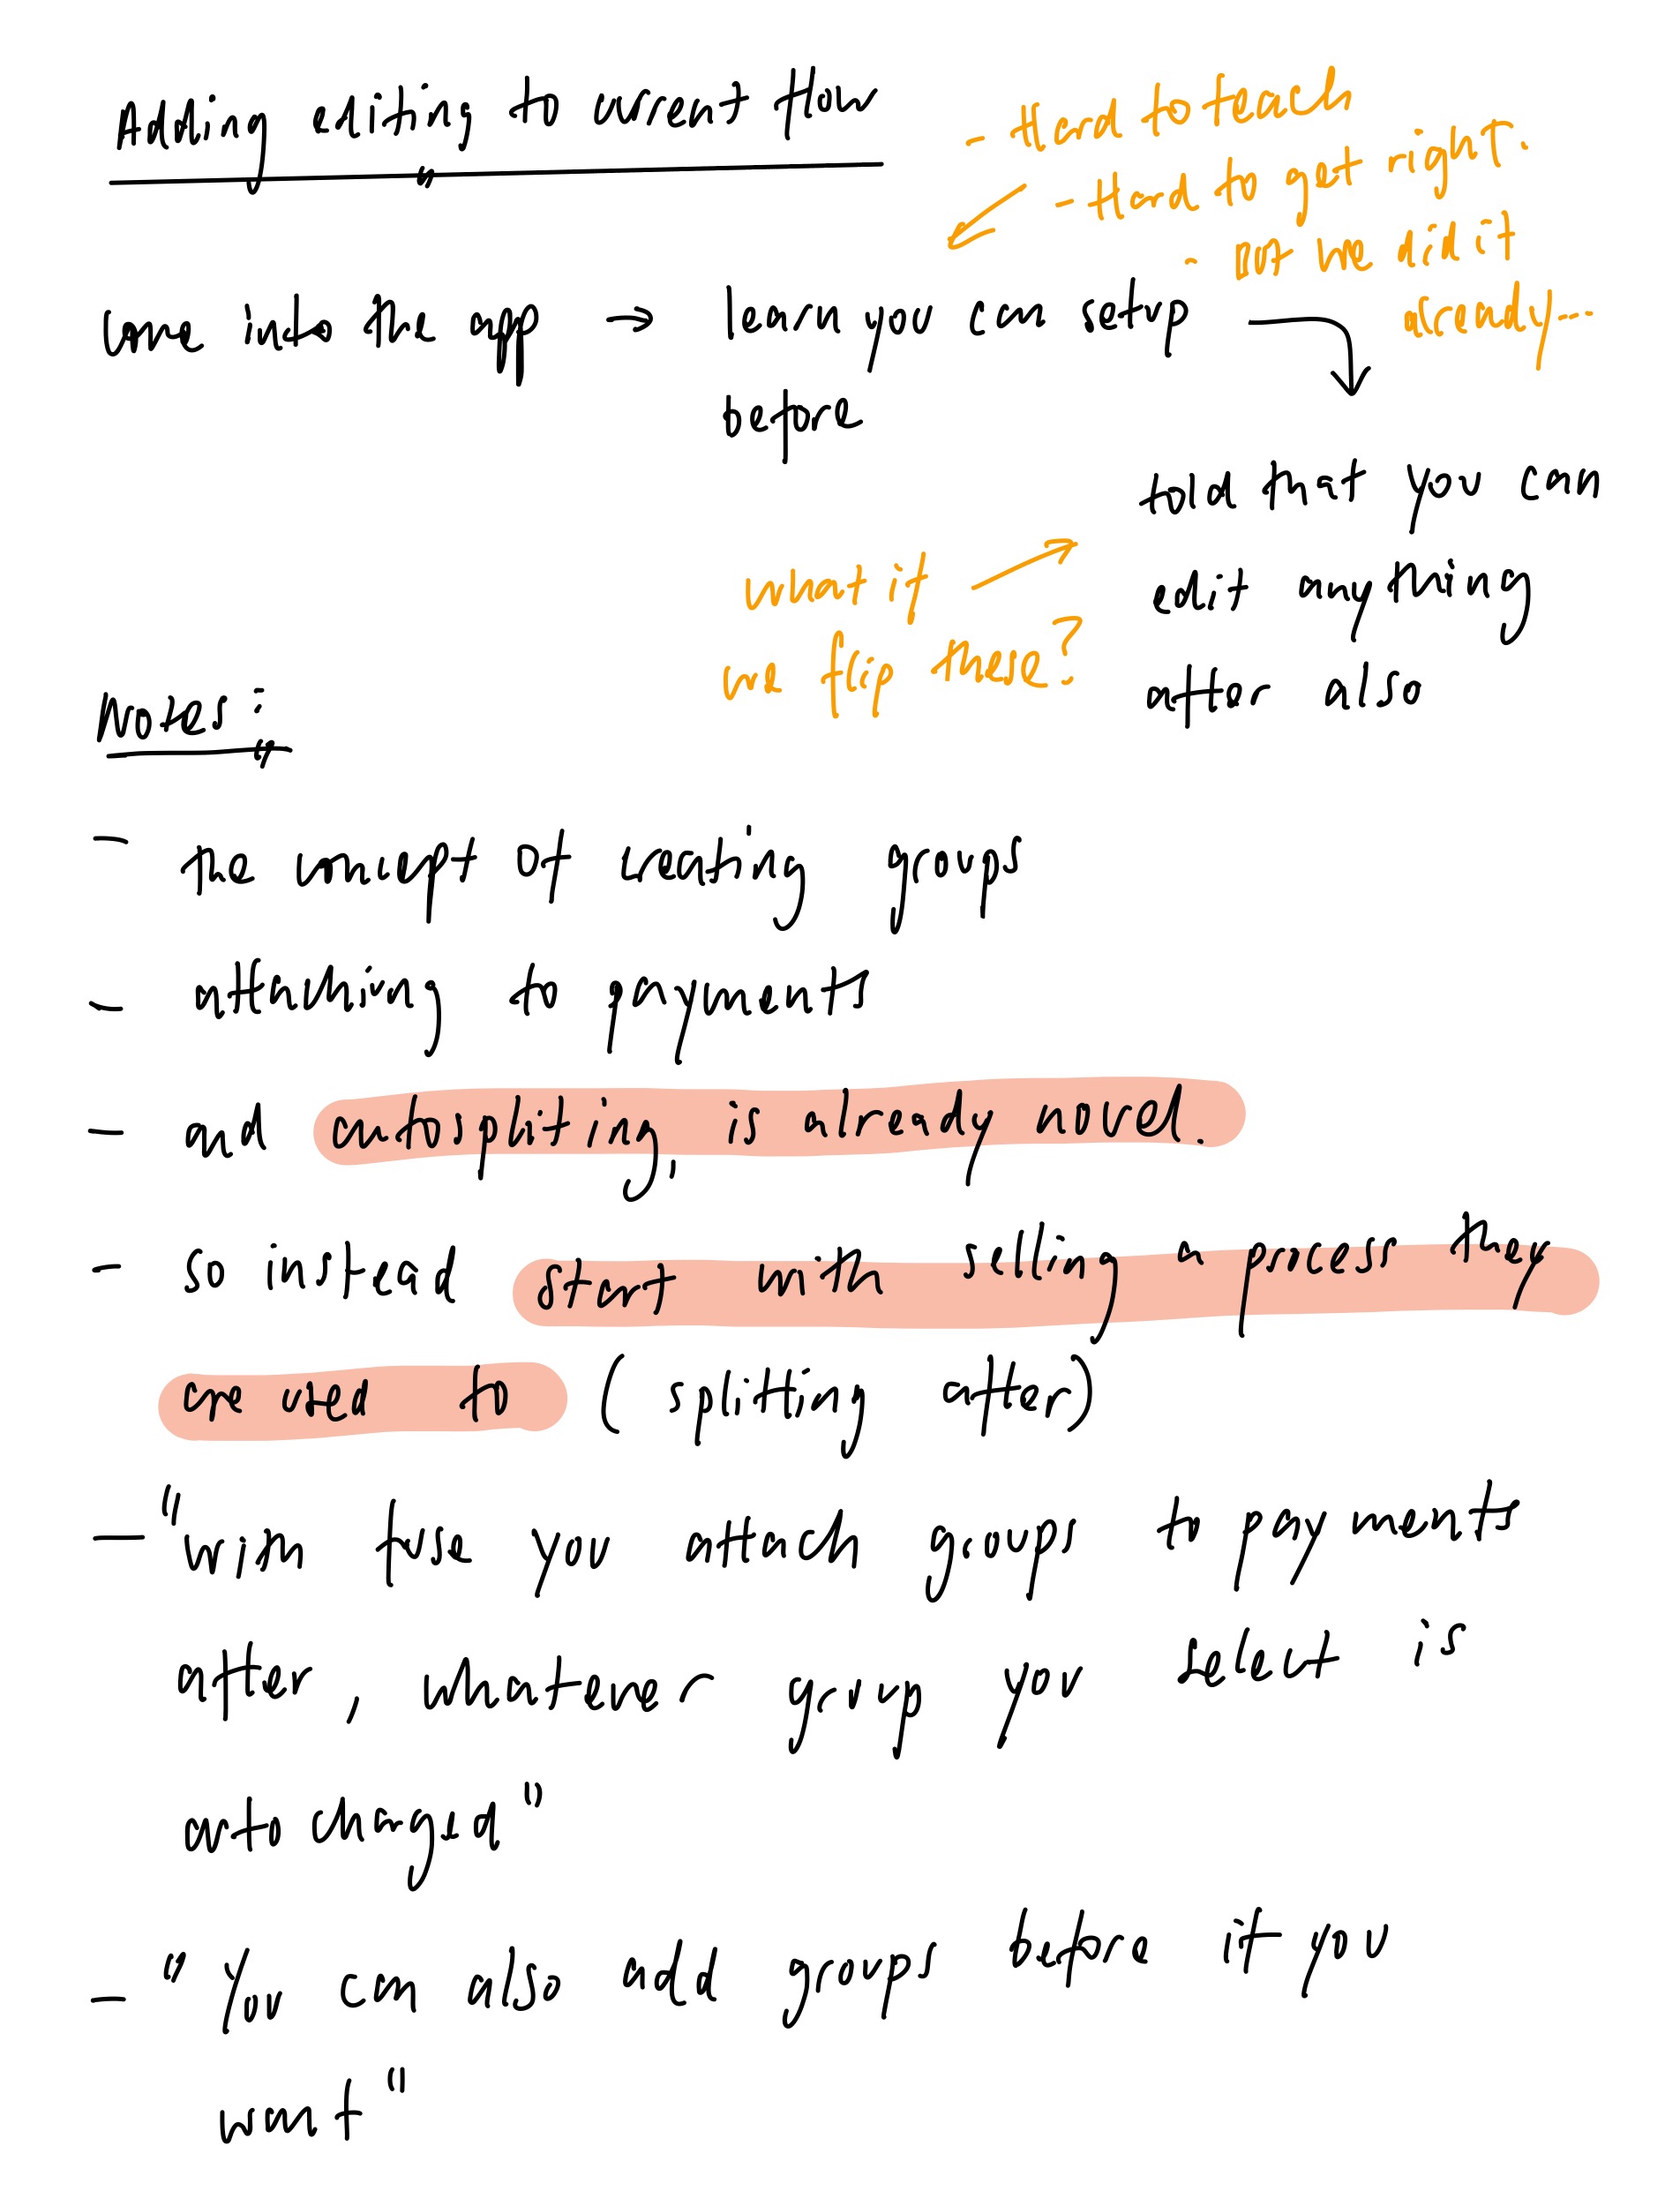 Adding editing to current flow
- Hard to teach
- Hard to get right.
- But we did it
already....
come into the app → learn you can setup
before
told that you can
edit anything
after also
what if
we flip these?
Notes:
- the concept of creating groups
- attaching to payments
- and autospliting, is already novel.
- so instead start with selling a process they
are used to (splitting after)
- "with fuse you attach groups to payments
after, whatever group you select is
auto charged"
- "You can also add groups before if you
want"